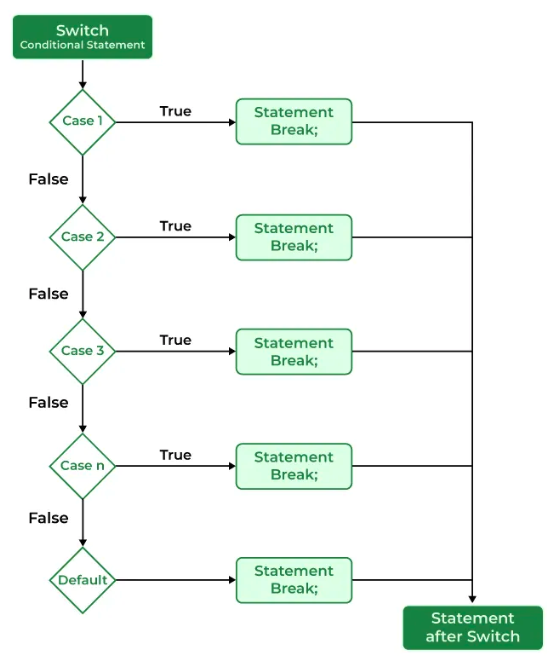 Switch
Conditional Statement
Case 1
True
Statement
Break;
False
Case 2
True
Statement
Break;
False
Case 3
True
Statement
Break;
False
Case n
True
Statement
Break;
False
Default
Statement
Break;
Statement
after Switch